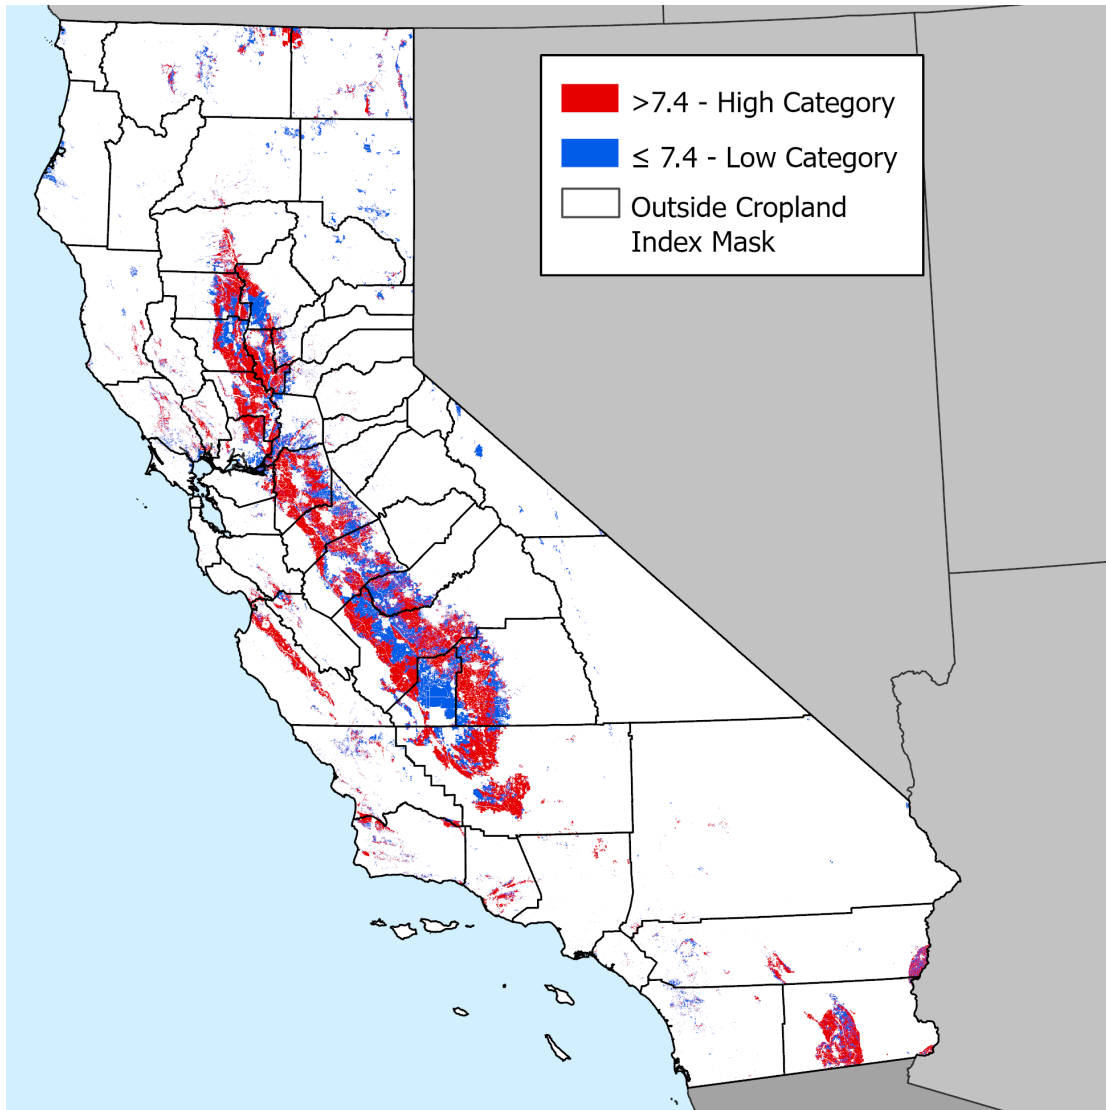 >7.4 - High Category
≤ 7.4 - Low Category
Outside Cropland
Index Mask